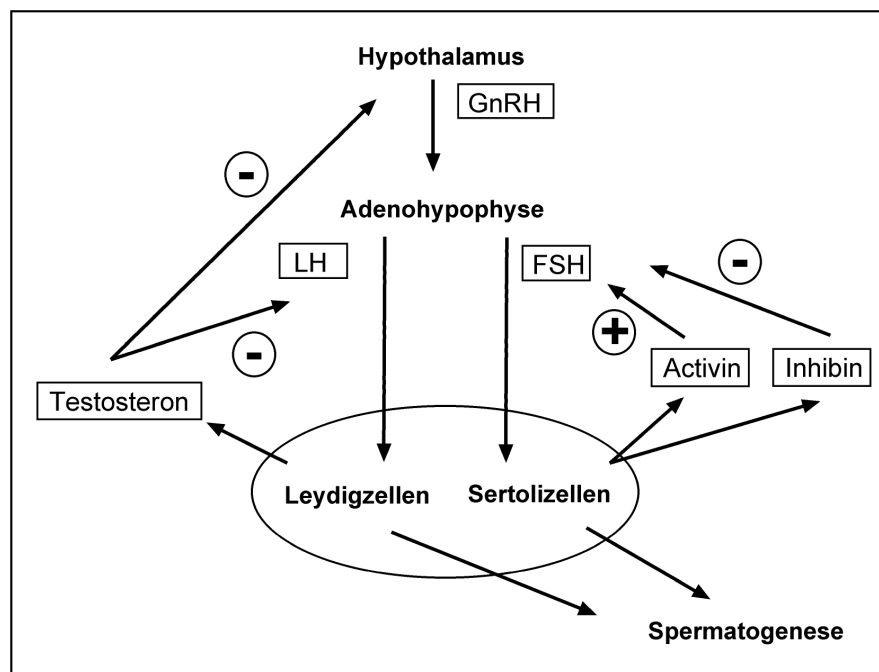 Hypothalamus
GnRH
-
Adenohypophyse
LH
FSH
-
+
-
Activin
Inhibin
Testosteron
Leydigzellen
Sertolizellen
Spermatogenese